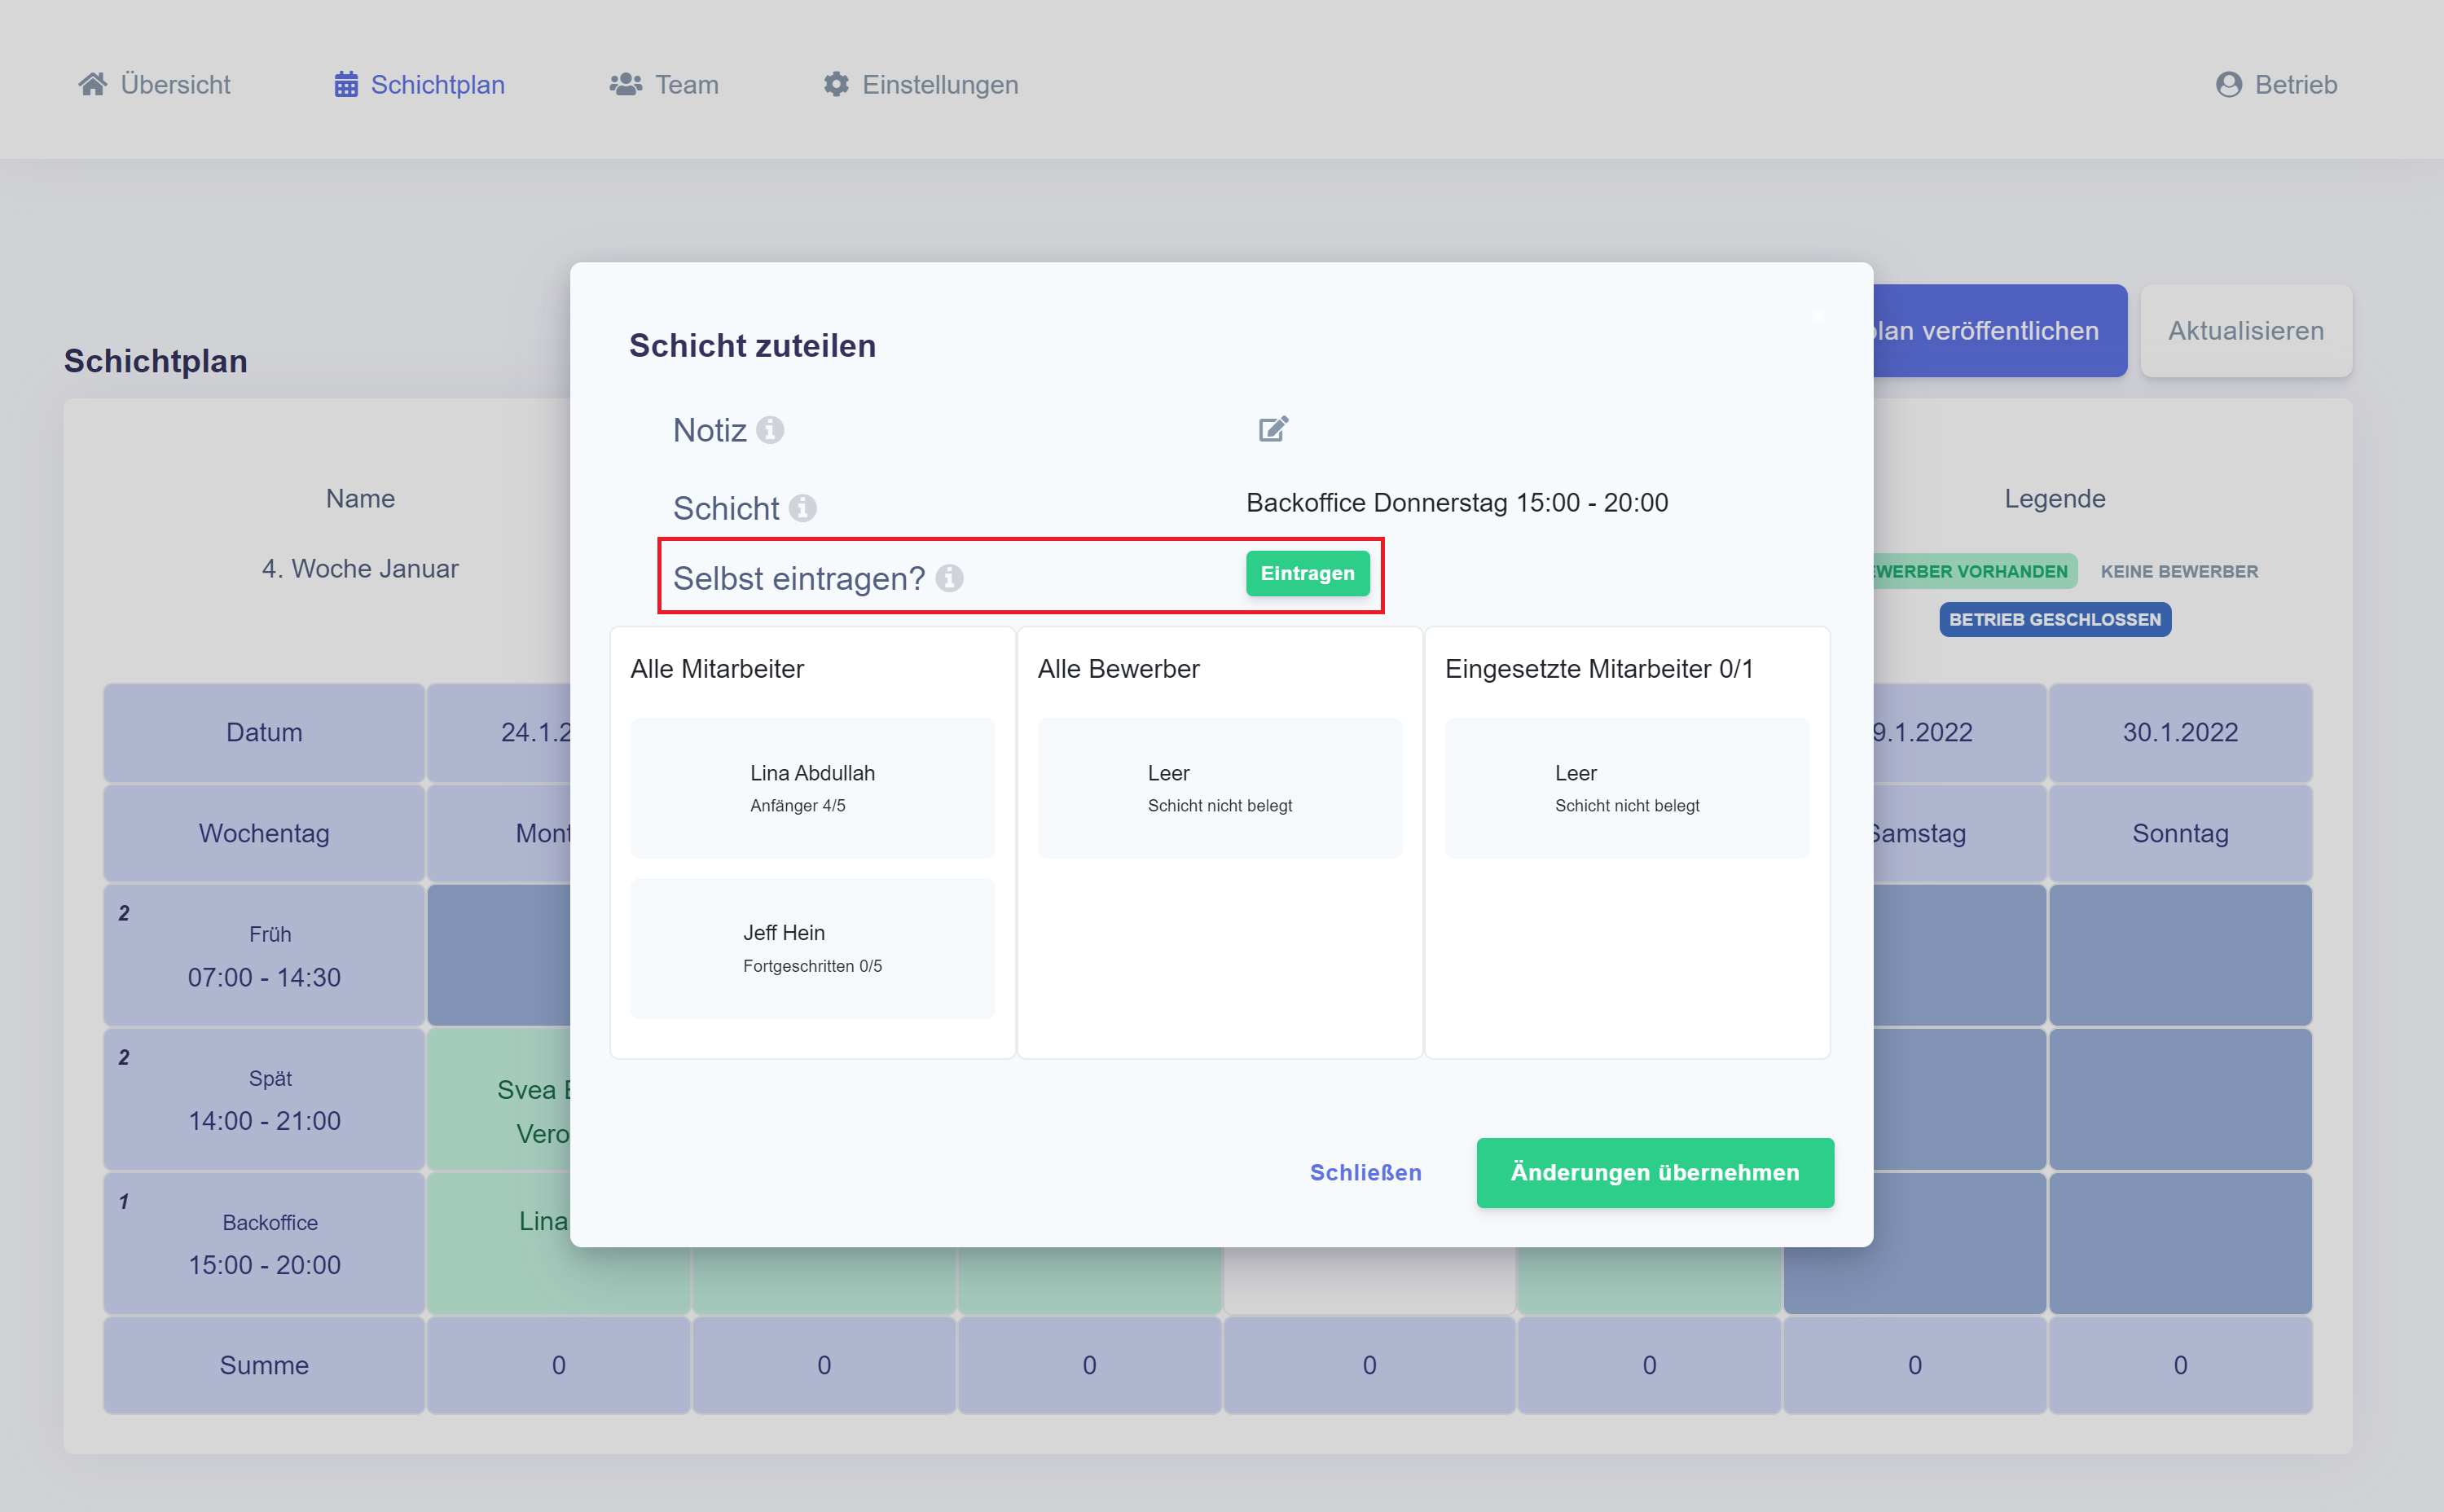 Übersicht
Schichtplan
Team
Einstellungen
Betrieb
Schichtplan
plan veröffentlichen
Aktualisieren
Name
4. Woche Januar
Legende
EWERBER VORHANDEN
KEINE BEWERBER
BETRIEB GESCHLOSSEN
Schicht zuteilen
Notiz
Schicht
Backoffice Donnerstag 15:00 - 20:00
Selbst eintragen?
Eintragen
Alle Mitarbeiter
Lina Abdullah
Anfänger 4/5
Jeff Hein
Fortgeschritten 0/5
Alle Bewerber
Leer
Schicht nicht belegt
Eingesetzte Mitarbeiter 0/1
Leer
Schicht nicht belegt
Schließen
Änderungen übernehmen
Datum
24.1.2
9.1.2022
30.1.2022
Wochentag
Mont
Samstag
Sonntag
2
Früh
07:00 - 14:30
2
Spät
14:00 - 21:00
Svea
Vero
1
Backoffice
15:00 - 20:00
Lina
Summe
0
0
0
0
0
0
0